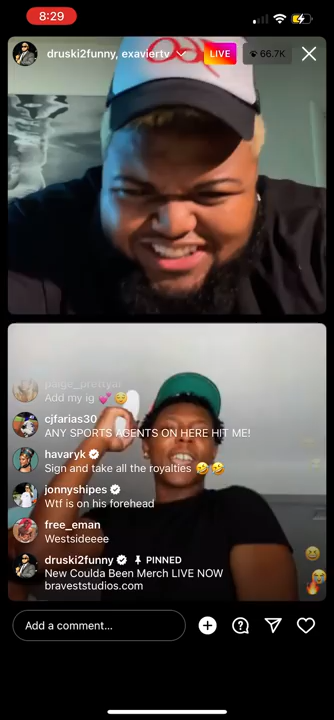 8:29
druski2funny, exaviertv
LIVE
66.7K
paige_prettyar
Add my ig 💕 😌
cjfarias30
ANY SPORTS AGENTS ON HERE HIT ME!
havaryk
Sign and take all the royalties 🤣🤣
jonnyshipes
Wtf is on his forehead
free_eman
Westsideeee
druski2funny PINNED
New Coulda Been Merch LIVE NOW
braveststudios.com
Add a comment...